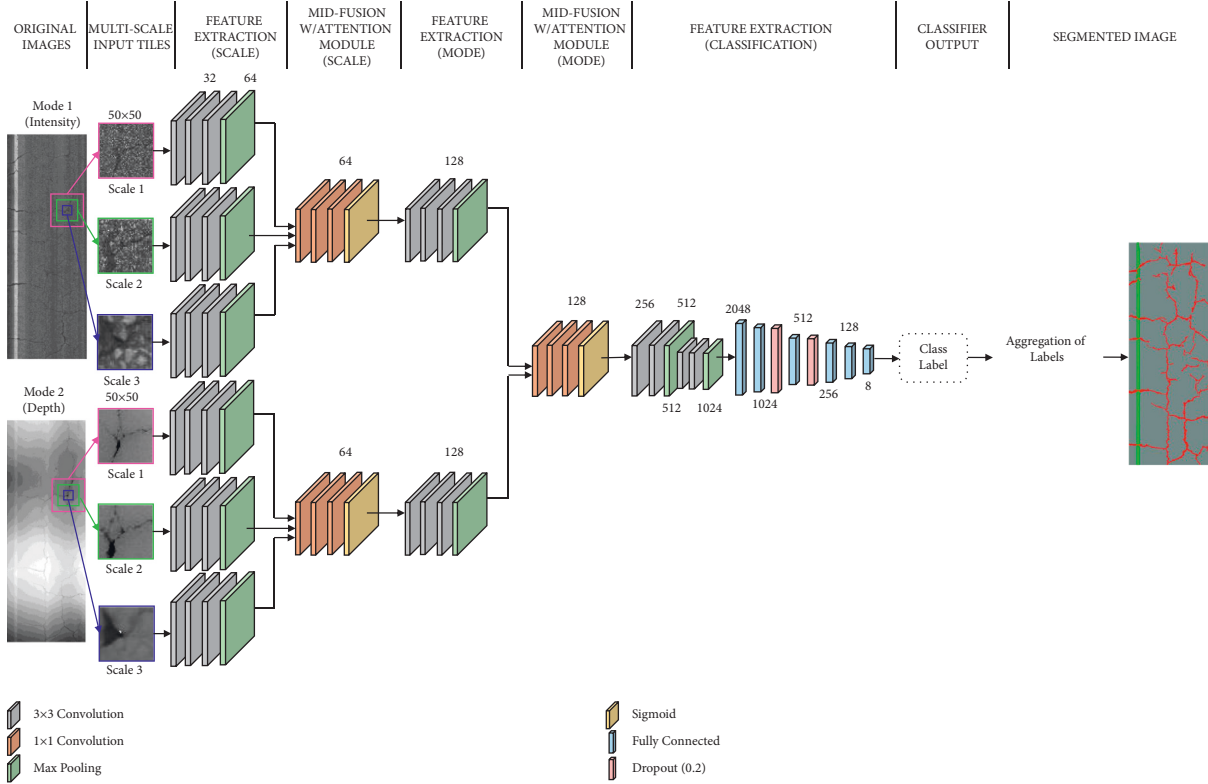 ORIGINAL
IMAGES
MULTI-SCALE
INPUT TILES
FEATURE
EXTRACTION
(SCALE)
MID-FUSION
W/ATTENTION
MODULE
(SCALE)
FEATURE
EXTRACTION
(MODE)
MID-FUSION
W/ATTENTION
MODULE
(MODE)
FEATURE EXTRACTION
(CLASSIFICATION)
CLASSIFIER
OUTPUT
SEGMENTED IMAGE
Mode 1
(Intensity)
50×50
Scale 1
Scale 2
Scale 3
32
64
64
128
Mode 2
(Depth)
50×50
Scale 1
Scale 2
Scale 3
64
128
128
256
512
512
1024
2048
1024
512
256
128
8
Class
Label
Aggregation of
Labels
3×3 Convolution
1×1 Convolution
Max Pooling
Sigmoid
Fully Connected
Dropout (0.2)